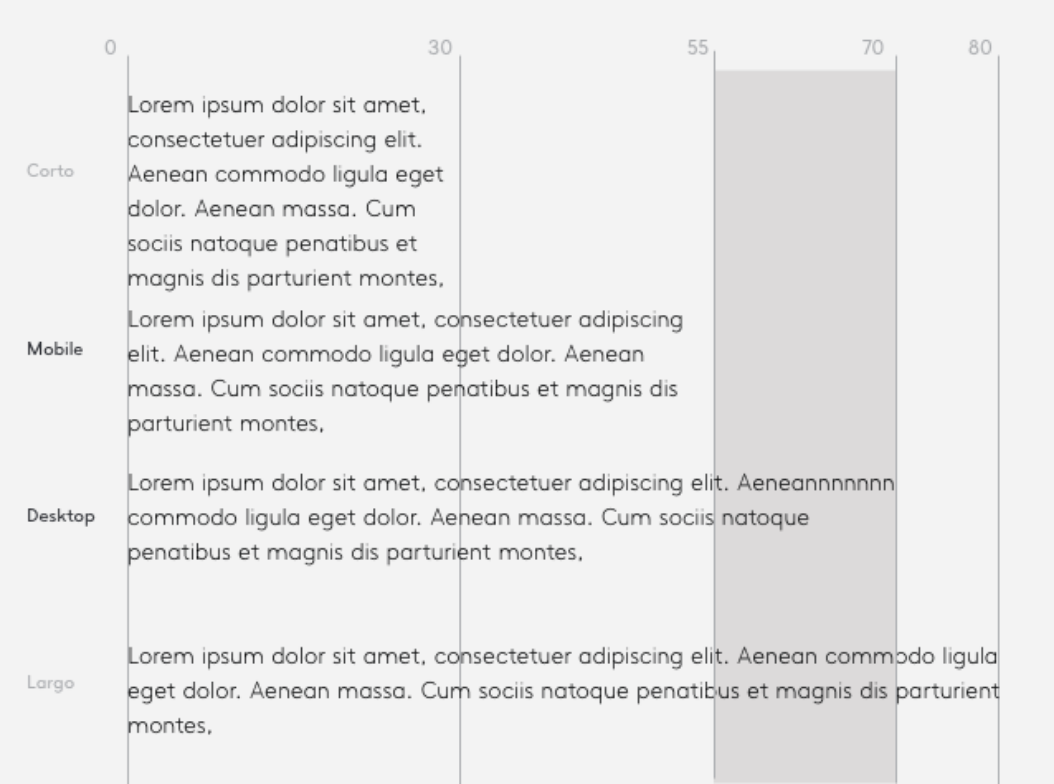 0 30 55 70 80
Corto
Lorem ipsum dolor sit amet,
consectetuer adipiscing elit.
Aenean commodo ligula eget
dolor. Aenean massa. Cum
sociis natoque penatibus et
magnis dis parturient montes,
Mobile
Lorem ipsum dolor sit amet, consectetuer adipiscing
elit. Aenean commodo ligula eget dolor. Aenean
massa. Cum sociis natoque penatibus et magnis dis
parturient montes,
Desktop
Lorem ipsum dolor sit amet, consectetuer adipiscing elit. Aeneannnnnnn
commodo ligula eget dolor. Aenean massa. Cum sociis natoque
penatibus et magnis dis parturient montes,
Largo
Lorem ipsum dolor sit amet, consectetuer adipiscing elit. Aenean commodo ligula
eget dolor. Aenean massa. Cum sociis natoque penatibus et magnis dis parturient
montes,